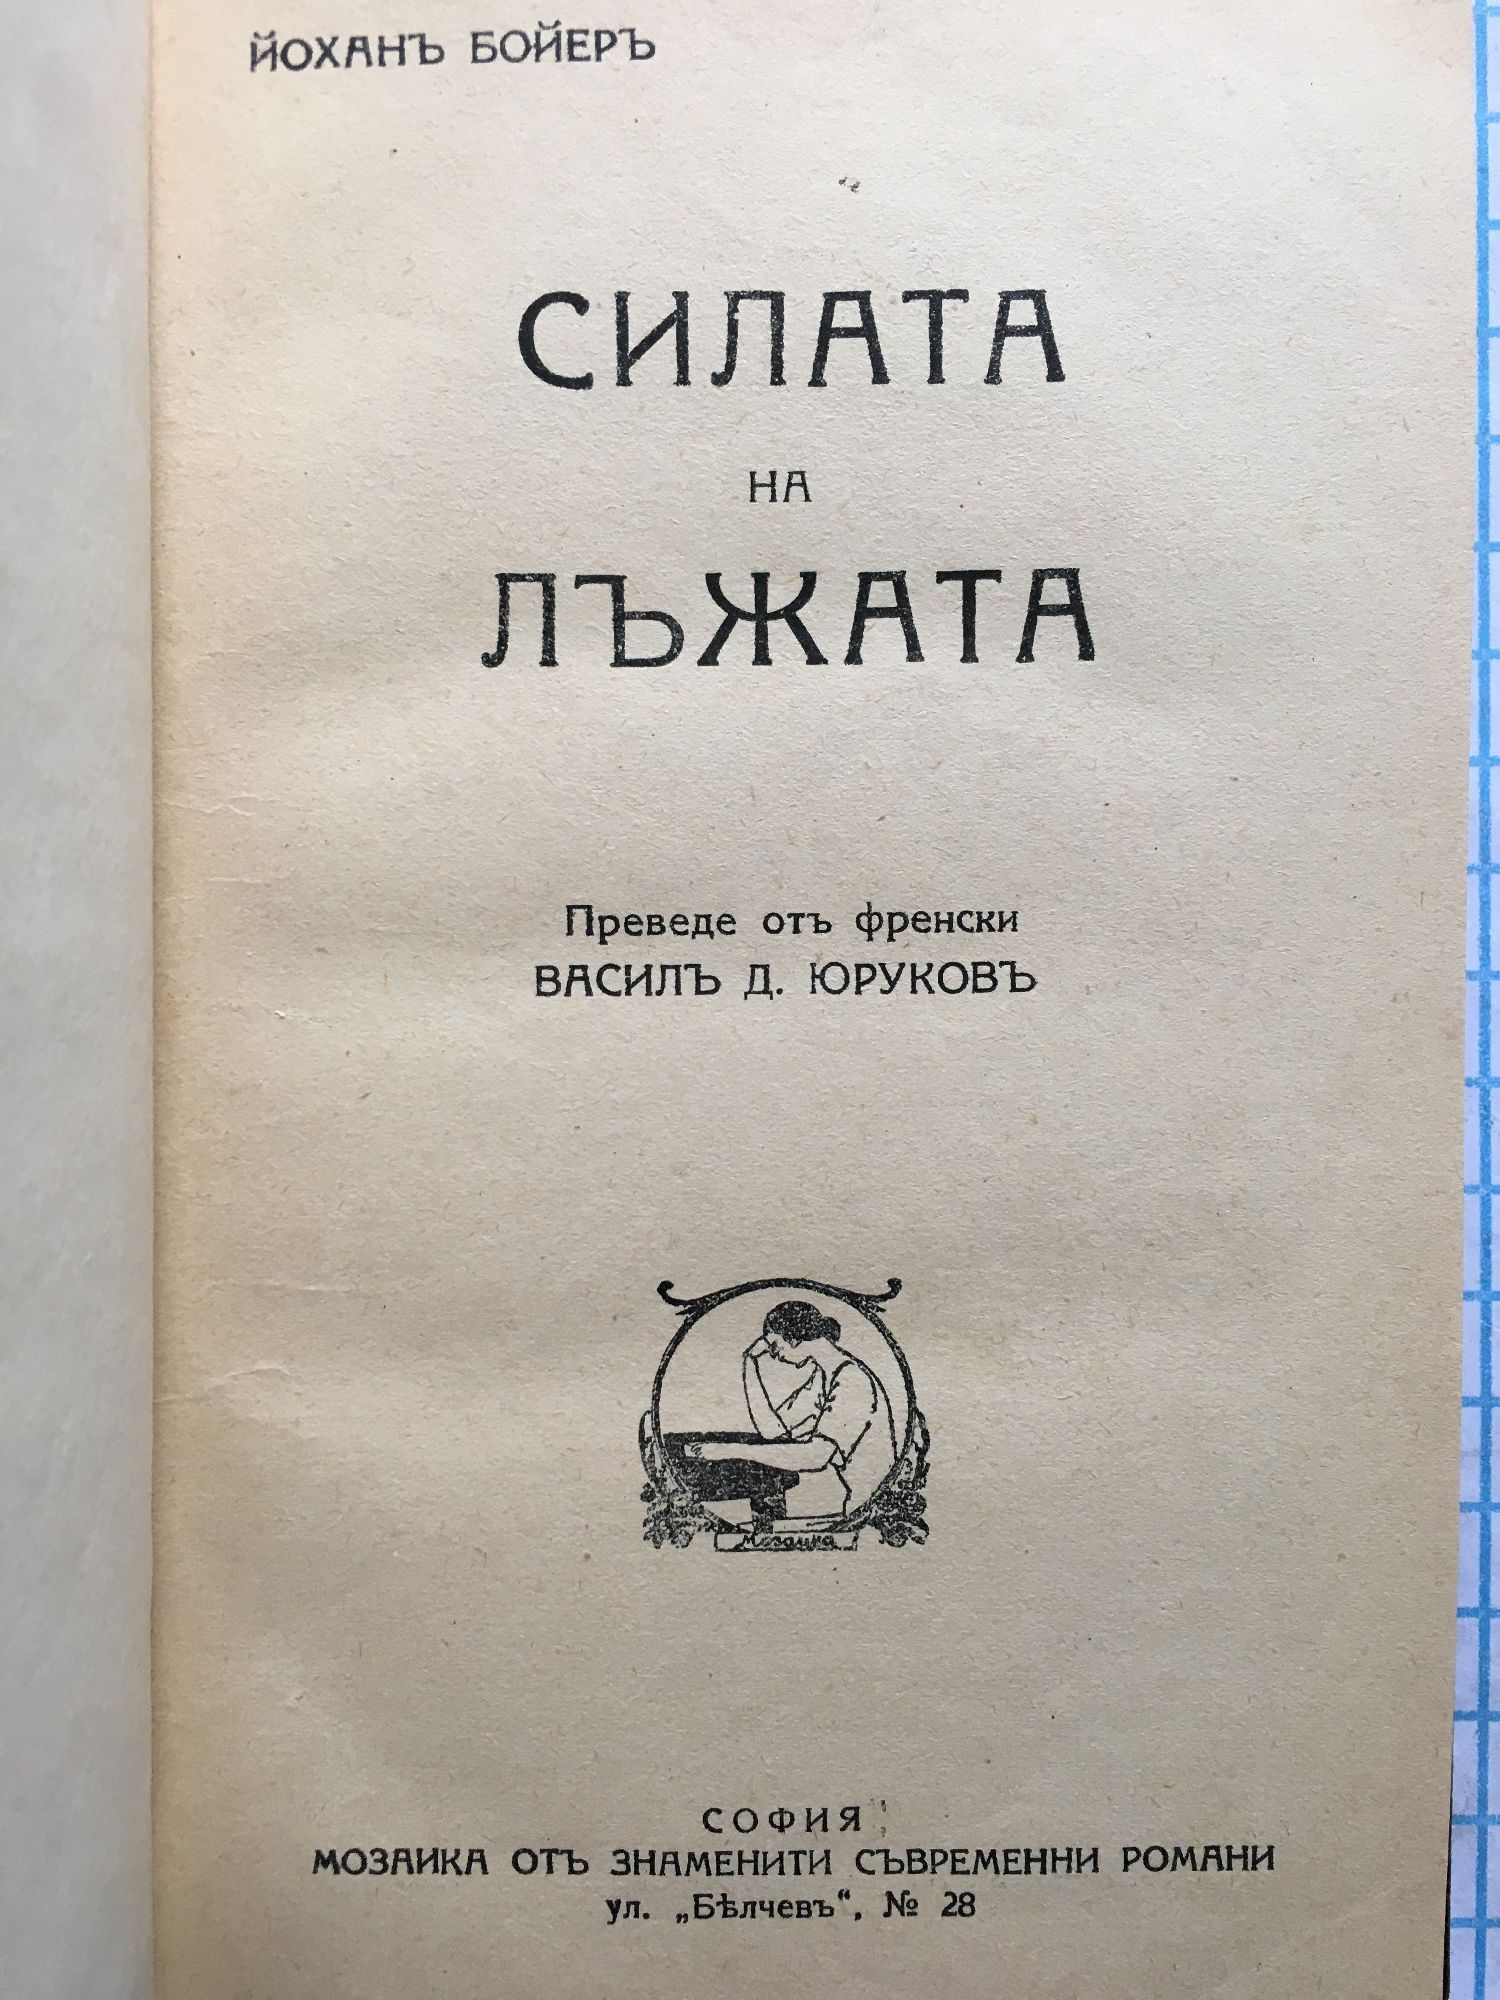 ЙОХАНЪ БОЙЕРЪ
СИЛАТА
НА
ЛЪЖАТА
Преведе отъ френски
ВАСИЛЪ Д. ЮРУКОВЪ
Мозаика
СОФИЯ
МОЗАИКА ОТЪ ЗНАМЕНИТИ СЪВРЕМЕННИ РОМАНИ
ул. „Бѣлчевъ“, № 28